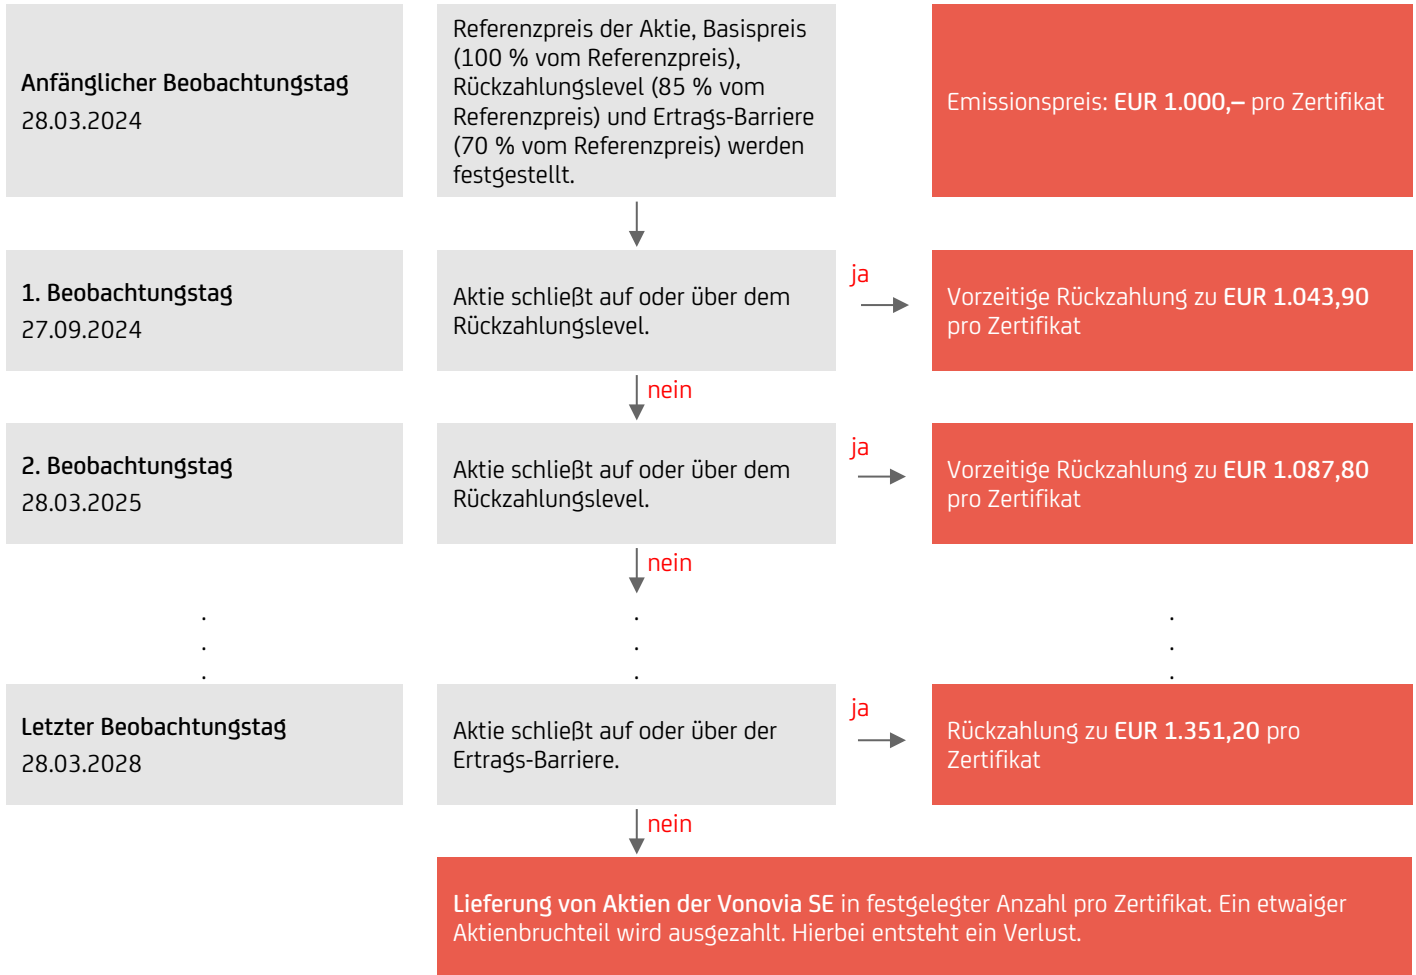 Anfänglicher Beobachtungstag
28.03.2024
Referenzpreis der Aktie, Basispreis
(100 % vom Referenzpreis),
Rückzahlungslevel (85 % vom
Referenzpreis) und Ertrags-Barriere
(70 % vom Referenzpreis) werden
festgestellt.
Emissionspreis: EUR 1.000,– pro Zertifikat
1. Beobachtungstag
27.09.2024
Aktie schließt auf oder über dem
Rückzahlungslevel.
ja
Vorzeitige Rückzahlung zu EUR 1.043,90
pro Zertifikat
nein
2. Beobachtungstag
28.03.2025
Aktie schließt auf oder über dem
Rückzahlungslevel.
ja
Vorzeitige Rückzahlung zu EUR 1.087,80
pro Zertifikat
nein
. . .
. . .
. . .
Letzter Beobachtungstag
28.03.2028
Aktie schließt auf oder über der
Ertrags-Barriere.
ja
Rückzahlung zu EUR 1.351,20 pro
Zertifikat
nein
Lieferung von Aktien der Vonovia SE in festgelegter Anzahl pro Zertifikat. Ein etwaiger
Aktienbruchteil wird ausgezahlt. Hierbei entsteht ein Verlust.